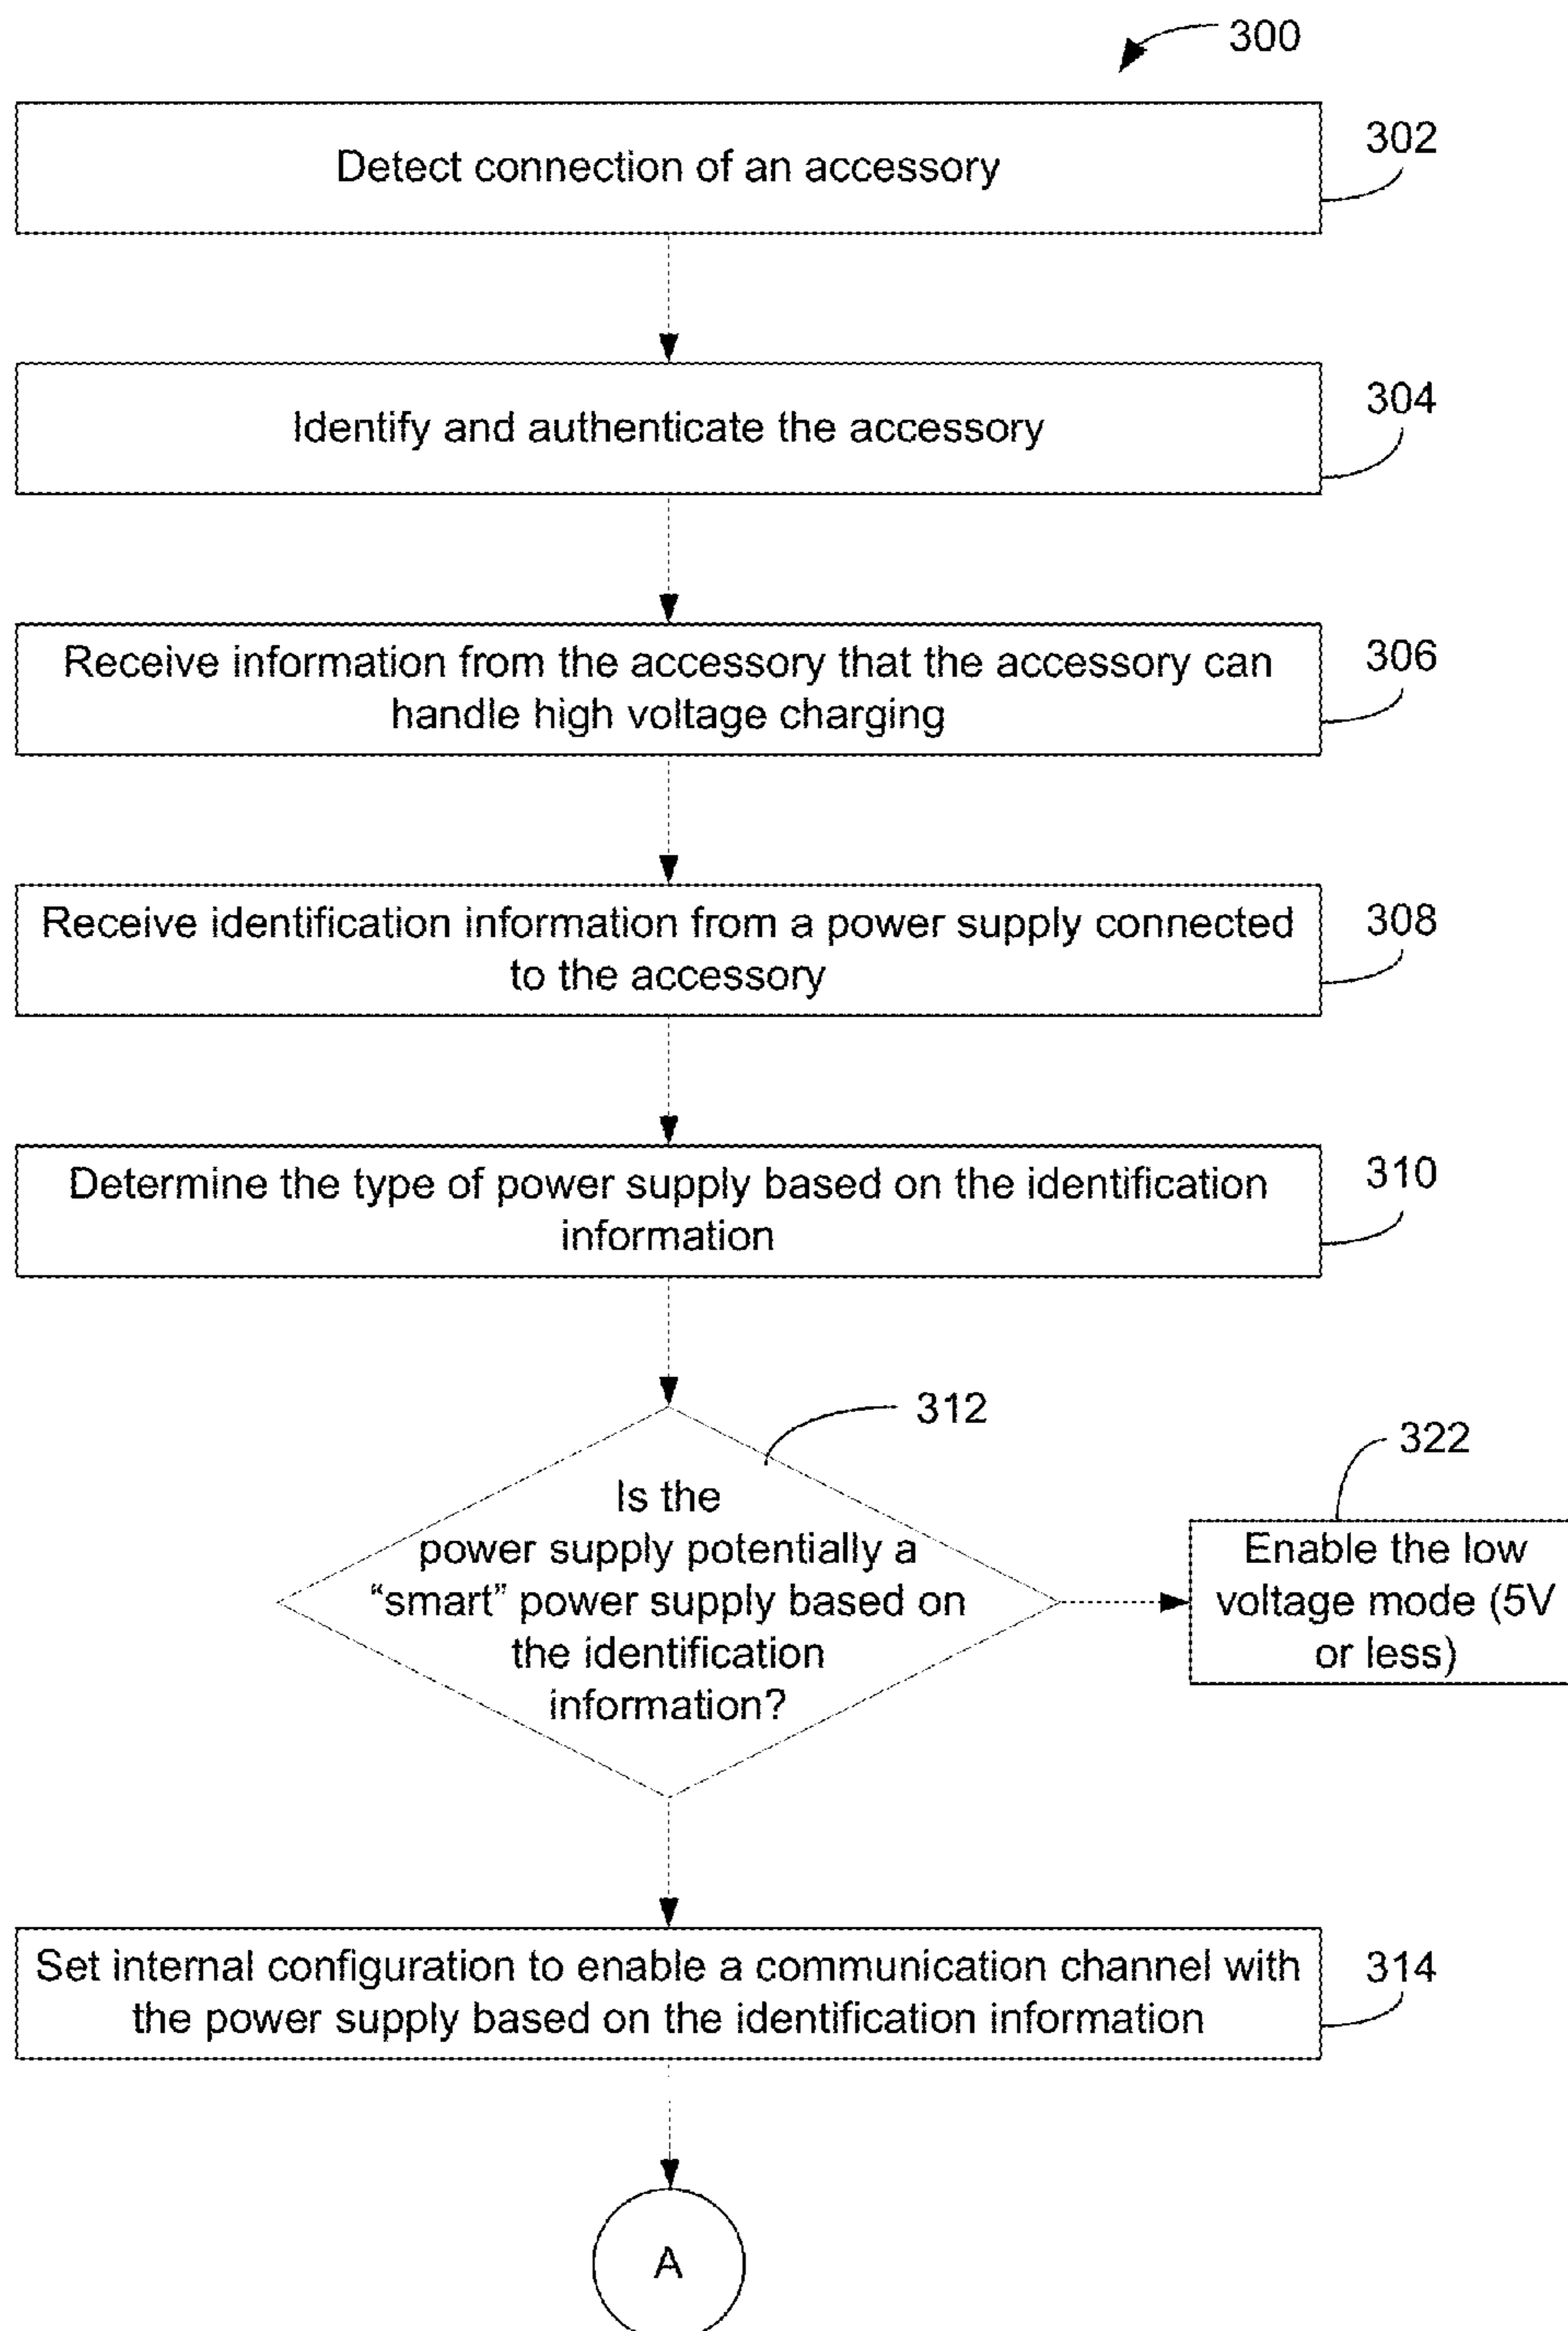 300
Detect connection of an accessory
302
Identify and authenticate the accessory
304
Receive information from the accessory that the accessory can
handle high voltage charging
306
Receive identification information from a power supply connected
to the accessory
308
Determine the type of power supply based on the identification
information
310
312
Is the
power supply potentially a
“smart” power supply based on
the identification
information?
322
Enable the low
voltage mode (5V
or less)
Set internal configuration to enable a communication channel with
the power supply based on the identification information
314
A